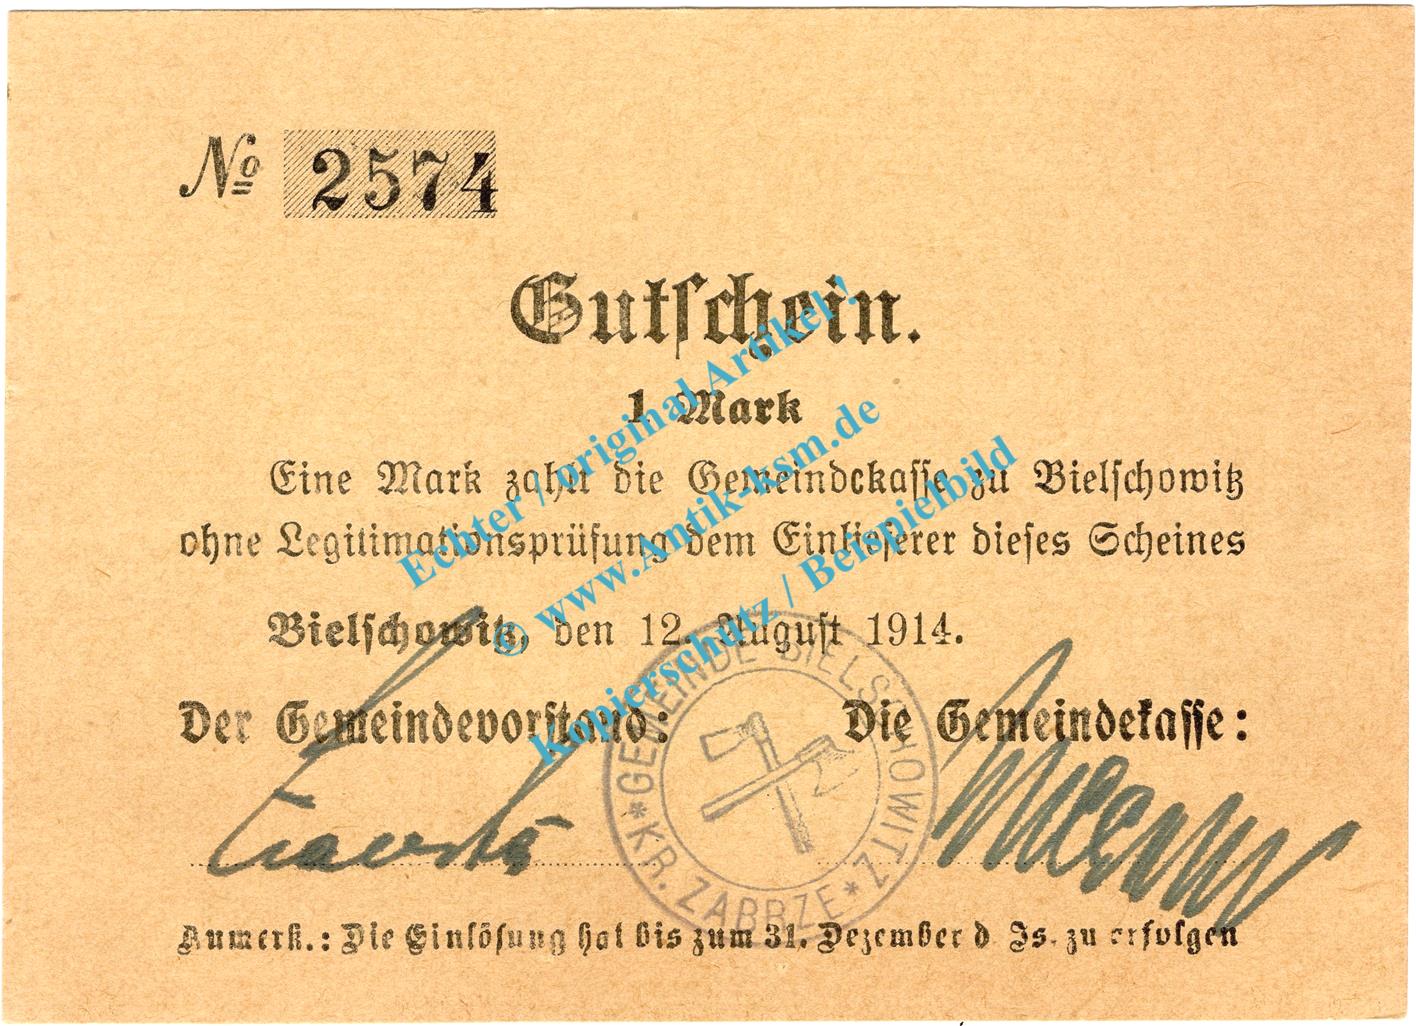 № 2574
Gutschein.
1 Mark
Eine Mark zahlt die Gemeindekasse zu Bielschowitz
ohne Legitimationsprüfung dem Einlieferer dieses Scheines
Bielschowitz, den 12. August 1914.
Der Gemeindevorstand: Die Gemeindekasse:
*GEMEINDE BIELSCHOWITZ*
KR. ZABRZE
Anmerk.: Die Einlösung hat bis zum 31. Dezember d Js. zu erfolgen
Echter / original Artikel !
© www.Antik-ksm.de
Kopierschutz / Beispielbild